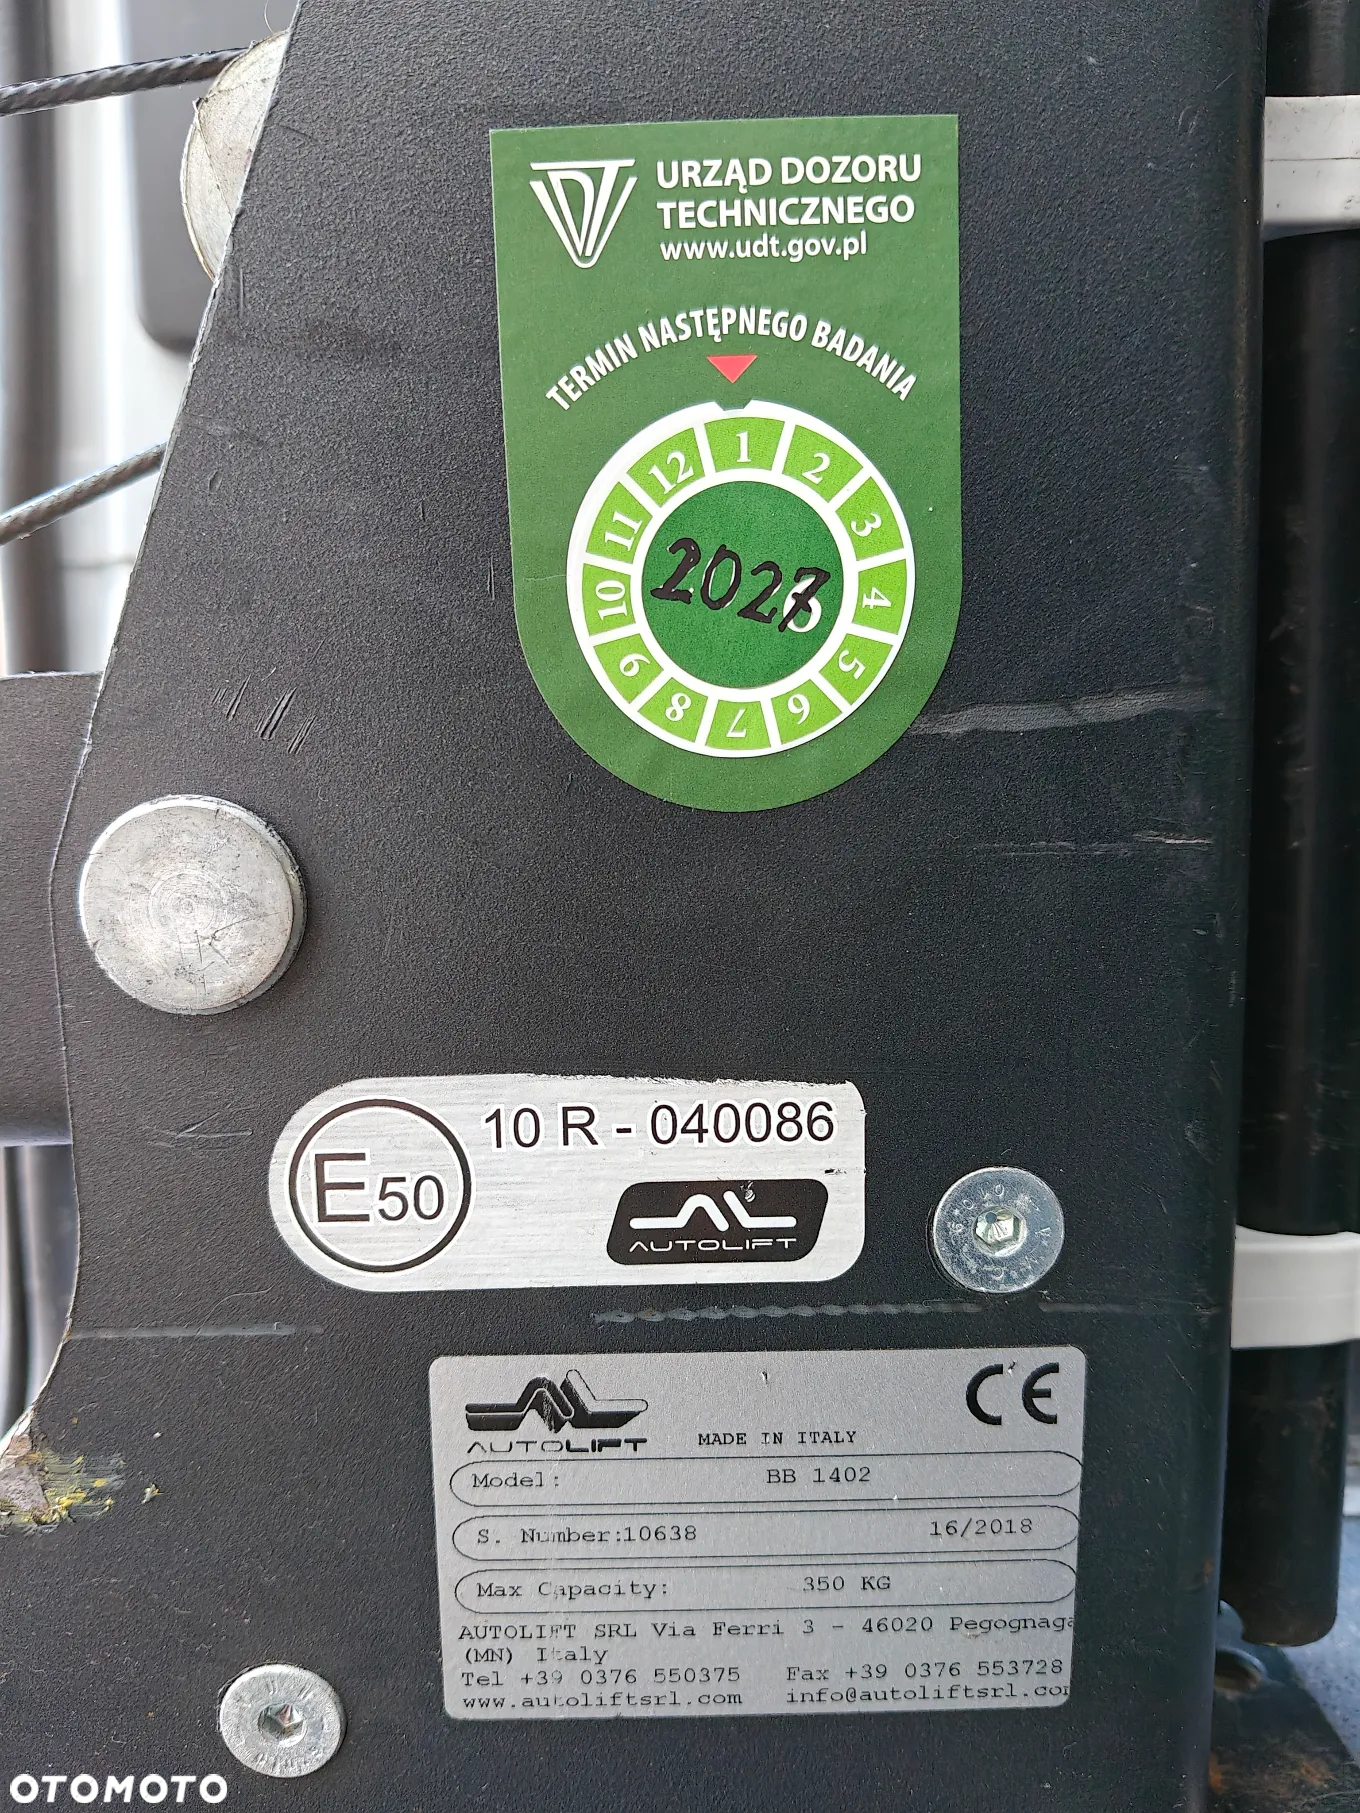 URZĄD DOZORU
TECHNICZNEGO
www.udt.gov.pl
TERMIN NASTĘPNEGO BADANIA
1
2
3
4
5
6
7
8
9
10
11
12
2027
10 R - 040086
E50
AUTOLIFT
CE
AUTOLIFT MADE IN ITALY
Model: BB 1402
S. Number:10638 16/2018
Max Capacity: 350 KG
AUTOLIFT SRL Via Ferri 3 - 46020 Pegognaga
(MN) Italy
Tel +39 0376 550375 Fax +39 0376 553728
www.autoliftsrl.com info@autoliftsrl.com
OTOMOTO